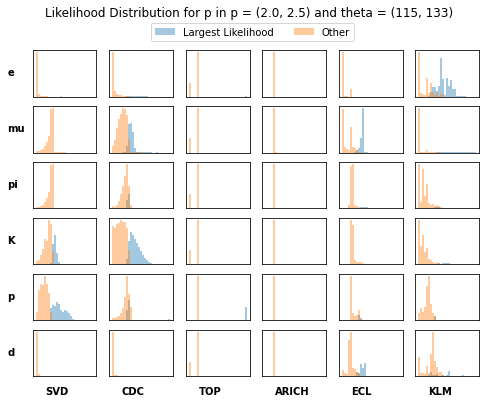 Likelihood Distribution for p in p = (2.0, 2.5) and theta = (115, 133)
Largest Likelihood Other
e
mu
pi
K
p
d
SVD CDC TOP ARICH ECL KLM